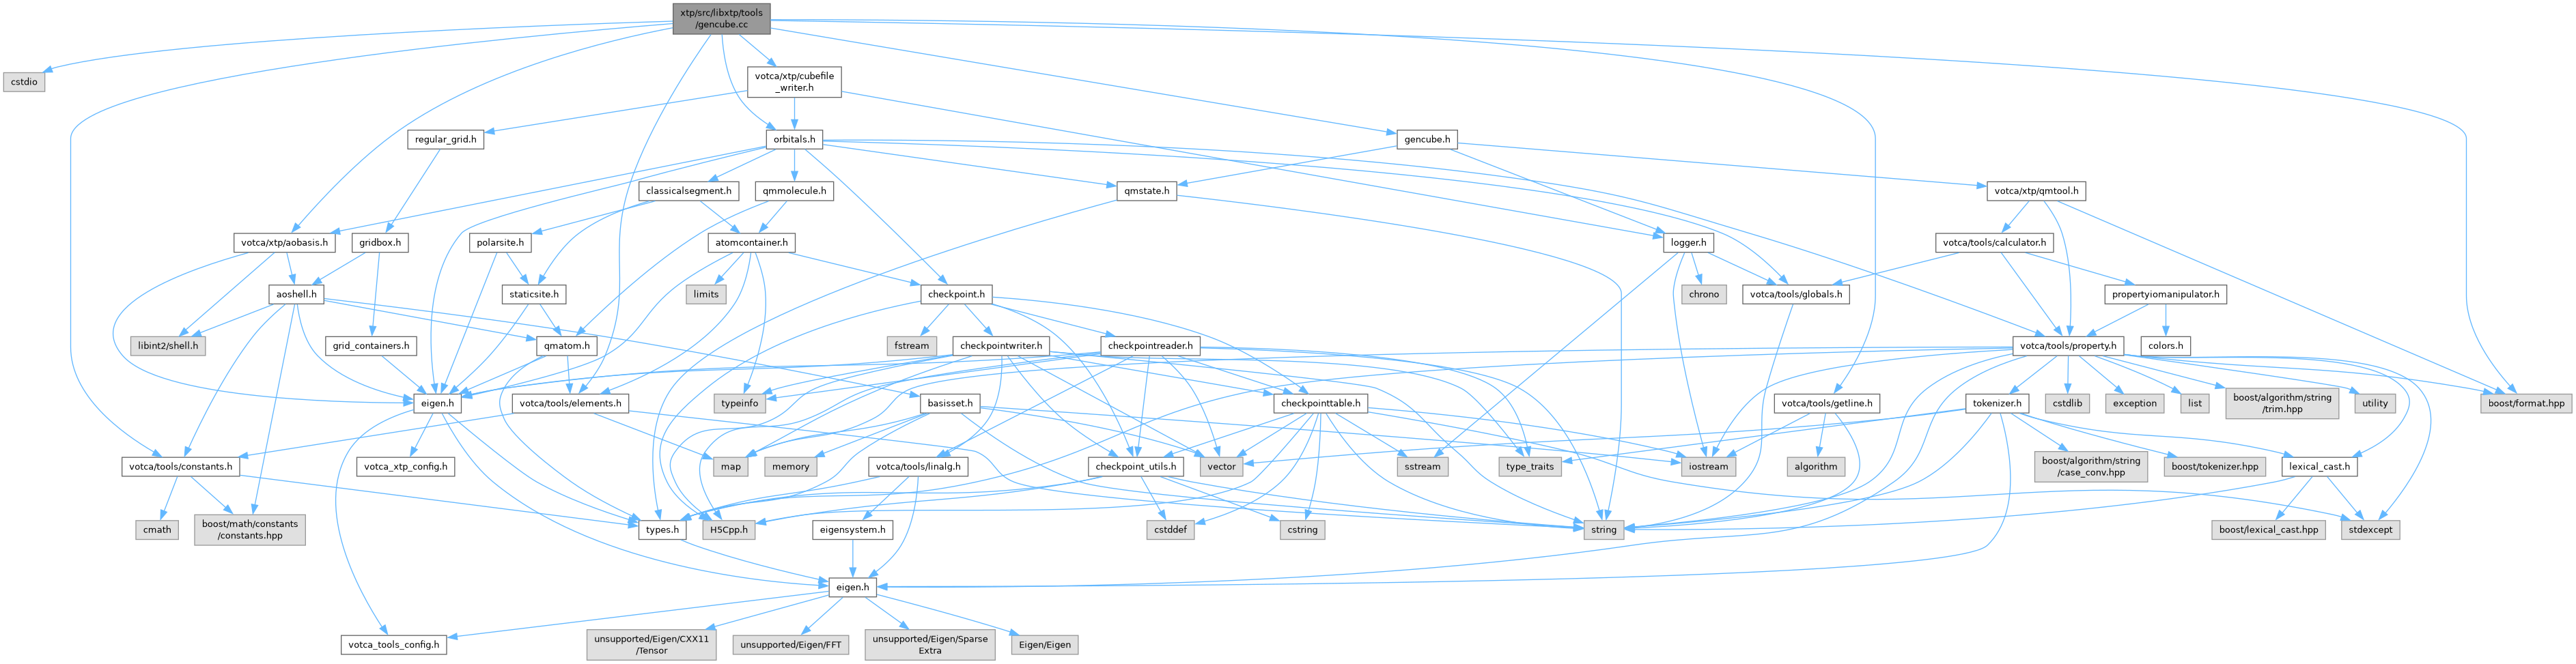 xtp/src/libxtp/tools
/gencube.cc
cstdio
votca/xtp/cubefile
_writer.h
regular_grid.h
orbitals.h
gencube.h
classicalsegment.h
qmmolecule.h
qmstate.h
votca/xtp/qmtool.h
votca/xtp/aobasis.h
gridbox.h
polarsite.h
atomcontainer.h
logger.h
votca/tools/calculator.h
aoshell.h
staticsite.h
limits
checkpoint.h
chrono
votca/tools/globals.h
propertyiomanipulator.h
libint2/shell.h
grid_containers.h
qmatom.h
fstream
checkpointwriter.h
checkpointreader.h
votca/tools/property.h
colors.h
eigen.h
votca/tools/elements.h
typeinfo
basisset.h
checkpointtable.h
votca/tools/getline.h
tokenizer.h
cstdlib
exception
list
boost/algorithm/string
/trim.hpp
utility
boost/format.hpp
votca/tools/constants.h
votca_xtp_config.h
map
memory
votca/tools/linalg.h
checkpoint_utils.h
vector
sstream
type_traits
iostream
algorithm
boost/algorithm/string
/case_conv.hpp
boost/tokenizer.hpp
lexical_cast.h
cmath
boost/math/constants
/constants.hpp
types.h
H5Cpp.h
eigensystem.h
cstddef
cstring
string
boost/lexical_cast.hpp
stdexcept
eigen.h
votca_tools_config.h
unsupported/Eigen/CXX11
/Tensor
unsupported/Eigen/FFT
unsupported/Eigen/Sparse
Extra
Eigen/Eigen